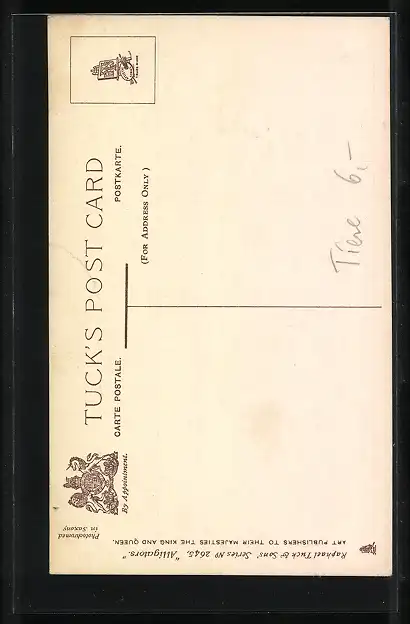 TUCK'S POST CARD
CARTE POSTALE.
POSTKARTE.
(FOR ADDRESS ONLY)
By Appointment.
Photochromed
in Saxony
Raphael Tuck & Sons' Series Nº 2645, "Alligators."
ART PUBLISHERS TO THEIR MAJESTIES THE KING AND QUEEN.
Tiere 6,-